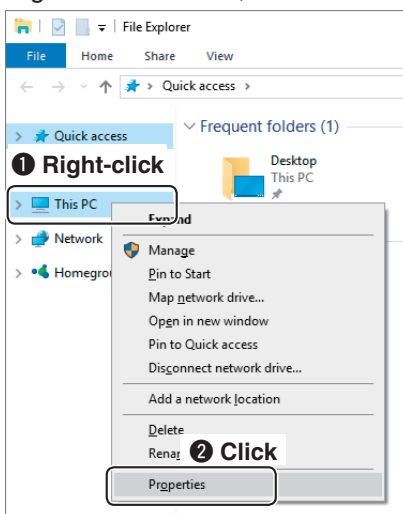 File Explorer
File Home Share View
Quick access
Quick access
Frequent folders (1)
❶ Right-click
Desktop
This PC
This PC
Expand
Network
Manage
Pin to Start
Map network drive...
Open in new window
Pin to Quick access
Disconnect network drive...
Add a network location
Delete
❷ Click
Properties